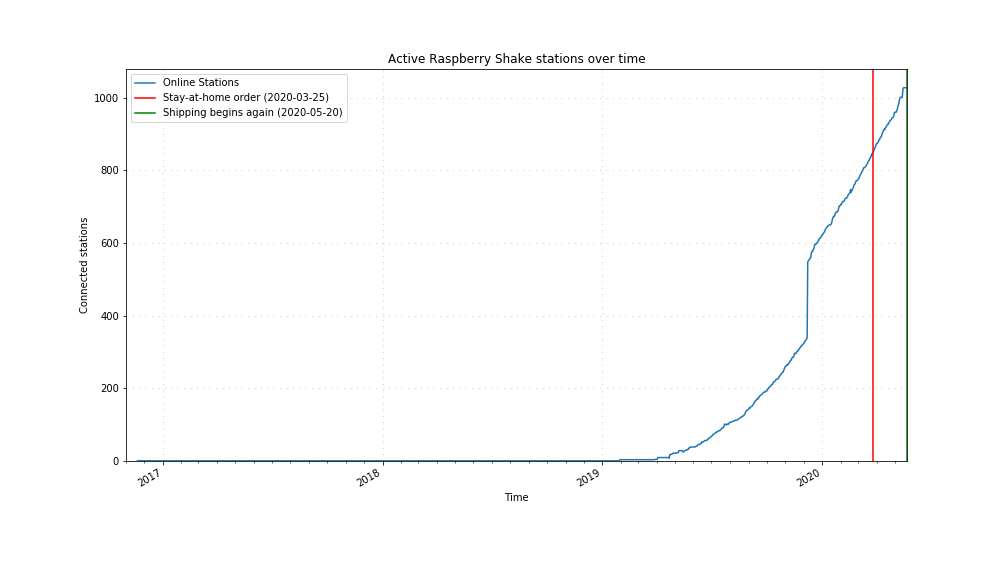 Active Raspberry Shake stations over time
Online Stations
Stay-at-home order (2020-03-25)
Shipping begins again (2020-05-20)
1000
800
600
400
200
0
Connected stations
2017
2018
2019
2020
Time